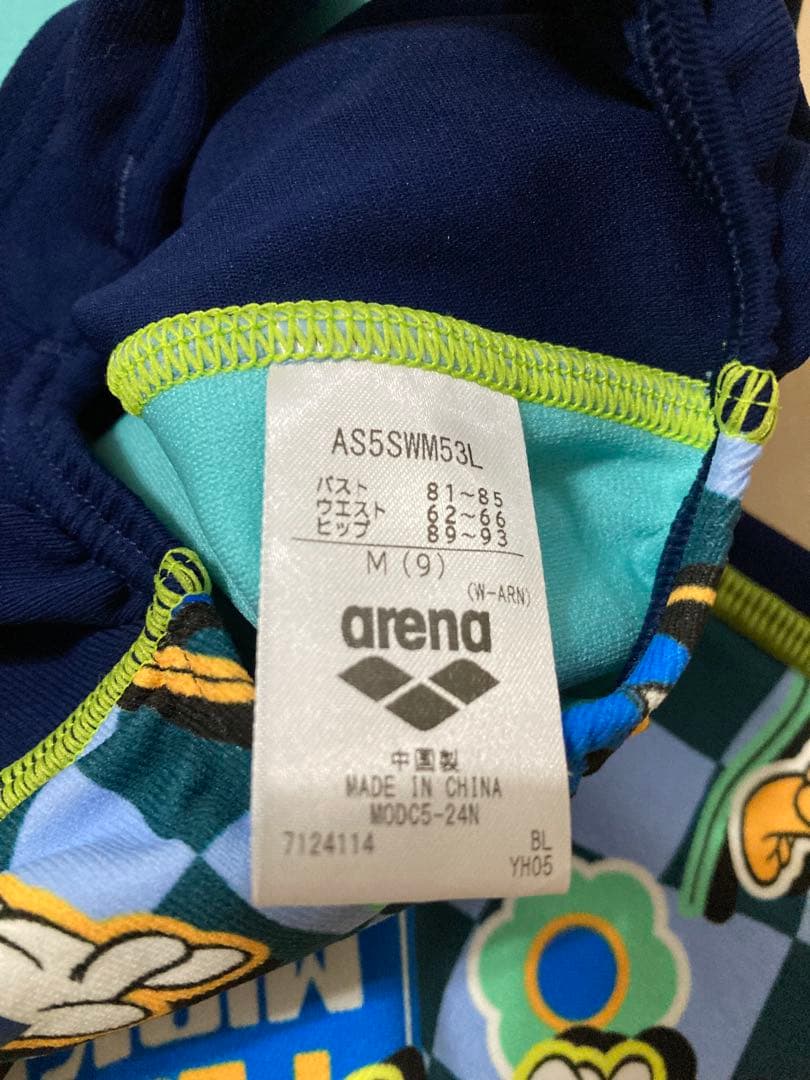 AS5SWM53L
バスト 81~85
ウエスト 62~66
ヒップ 89~93
M (9)
(W-ARN)
arena
中国製
MADE IN CHINA
MODC5-24N
7124114 BL
YH05